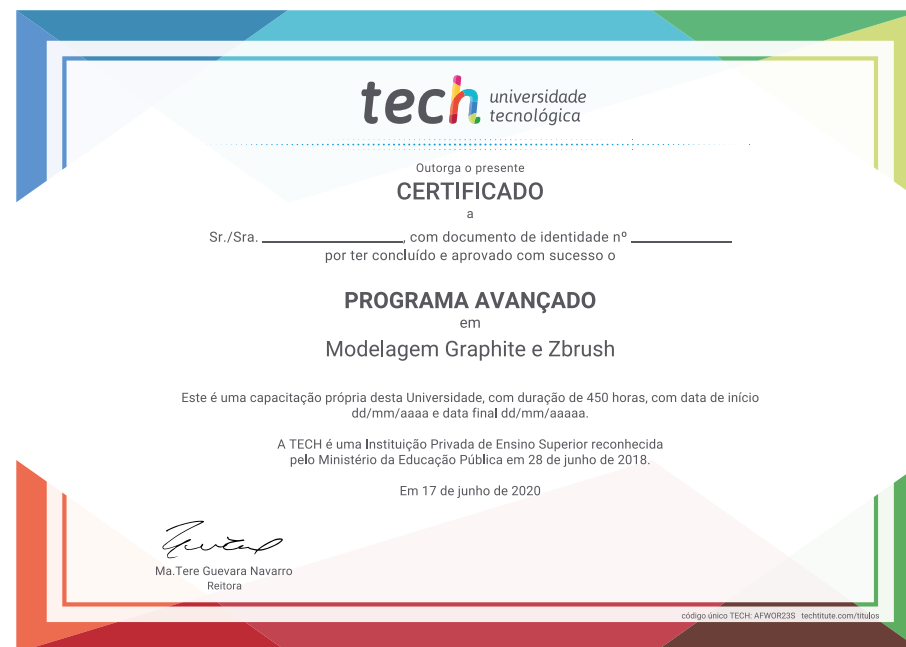 tech universidade
tecnológica
Outorga o presente
CERTIFICADO
a
Sr./Sra. ________________, com documento de identidade nº ____________
por ter concluído e aprovado com sucesso o
PROGRAMA AVANÇADO
em
Modelagem Graphite e Zbrush
Este é uma capacitação própria desta Universidade, com duração de 450 horas, com data de início
dd/mm/aaaa e data final dd/mm/aaaaa.
A TECH é uma Instituição Privada de Ensino Superior reconhecida
pelo Ministério da Educação Pública em 28 de junho de 2018.
Em 17 de junho de 2020
Ma.Tere Guevara Navarro
Reitora
código único TECH: AFWOR23S techtitute.com/titulos